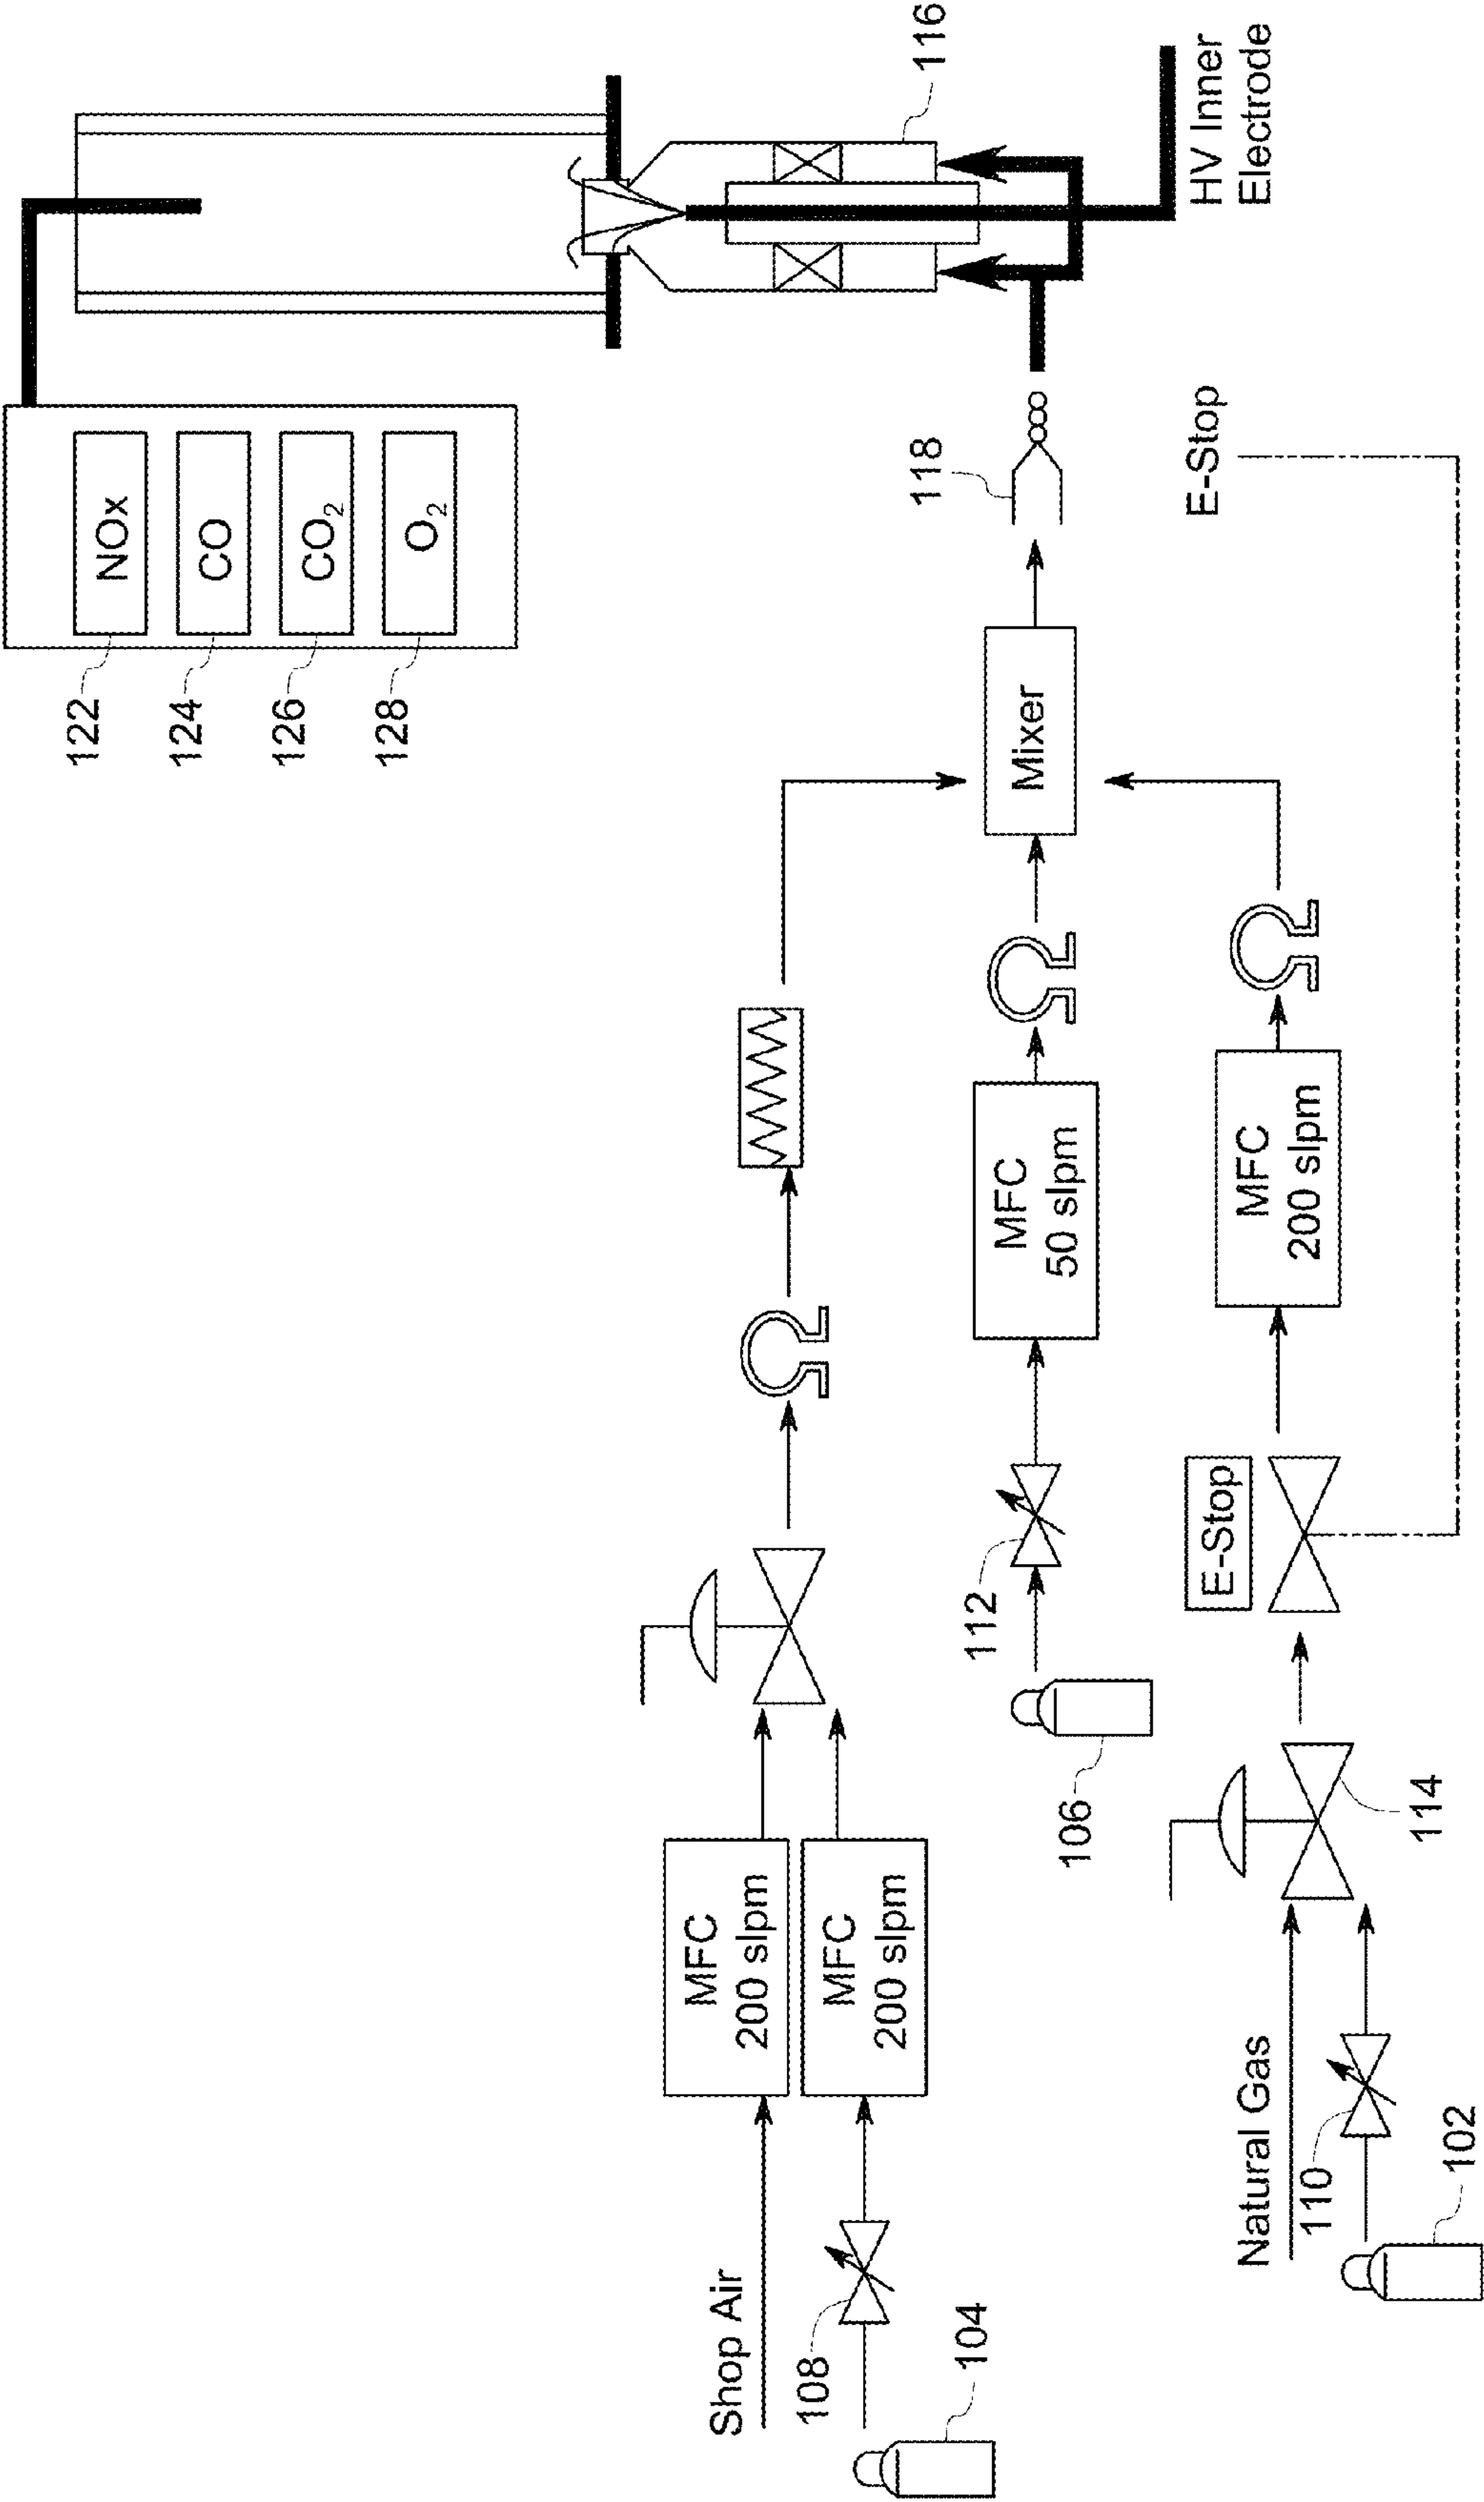 NOx
CO
CO₂
O₂
122
124
126
128
116
HV Inner
Electrode
118
E-Stop
Mixer
MFC
50 slpm
MFC
200 slpm
E-Stop
112
106
114
MFC
200 slpm
MFC
200 slpm
Shop Air
108
104
Natural Gas
110
102